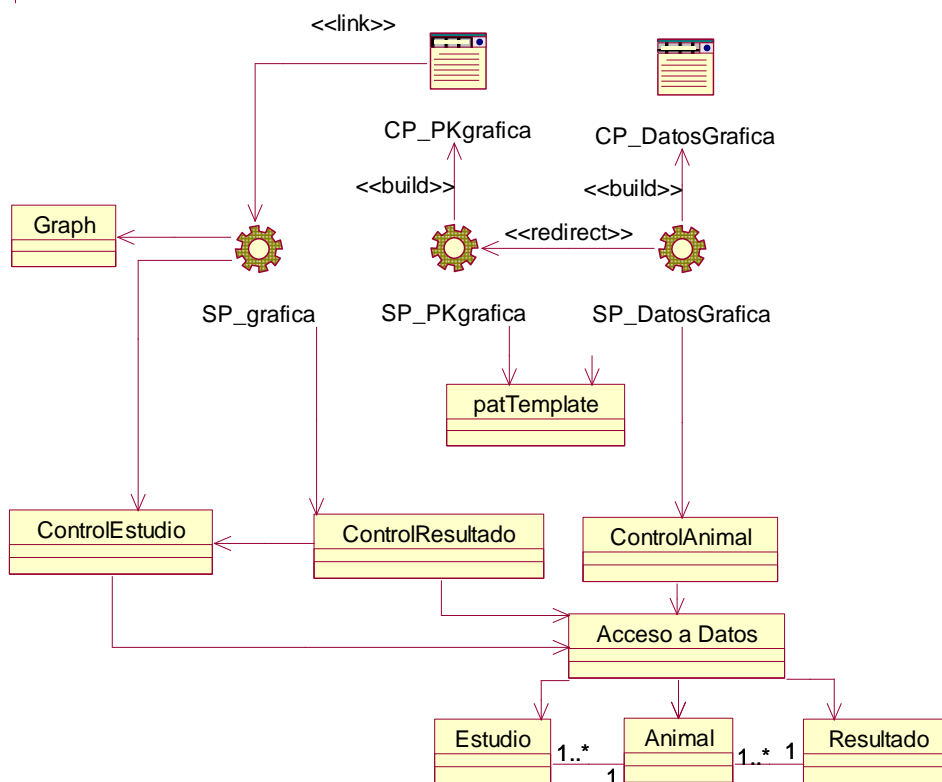 <<link>>
CP_PKgrafica
CP_DatosGrafica
<<build>>
<<build>>
Graph
<<redirect>>
SP_grafica
SP_PKgrafica
SP_DatosGrafica
patTemplate
ControlEstudio
ControlResultado
ControlAnimal
Acceso a Datos
Estudio
1..*
1
Animal
1..*
1
Resultado